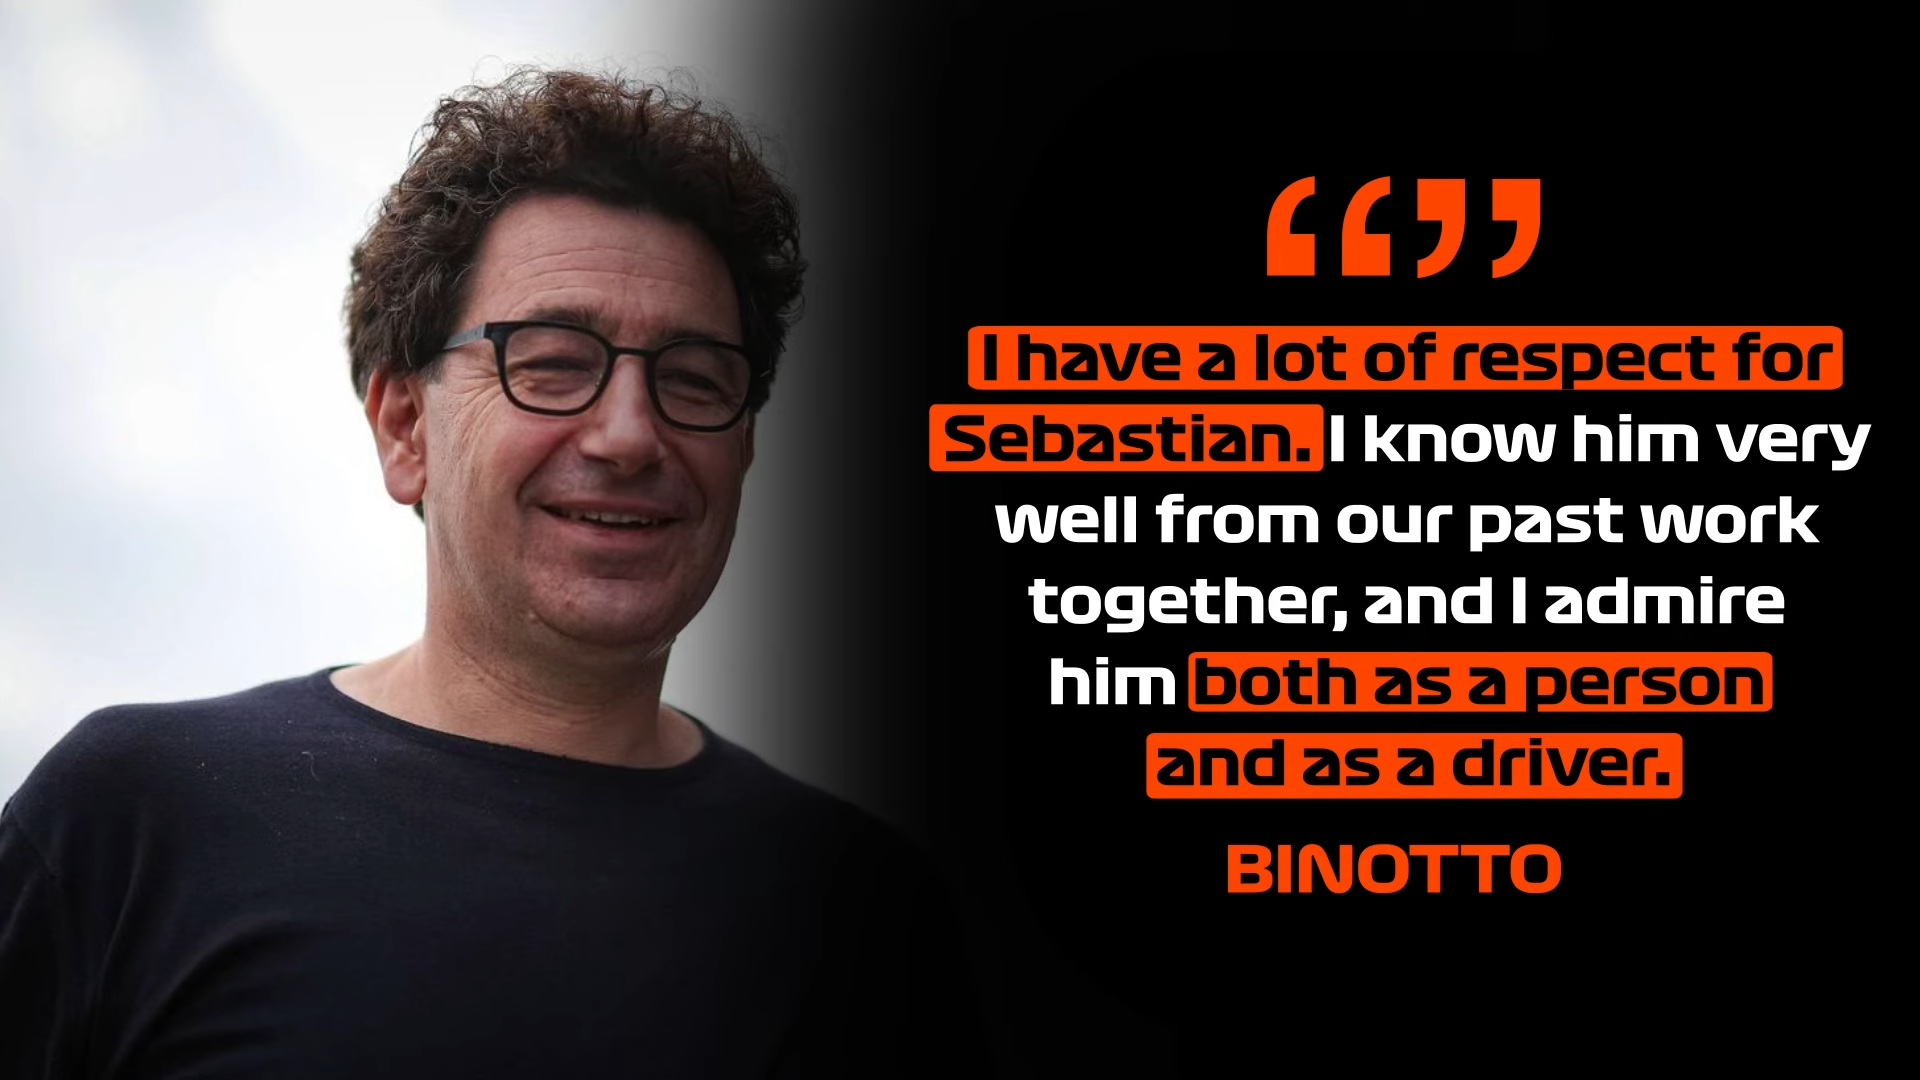 “”
I have a lot of respect for
Sebastian. I know him very
well from our past work
together, and I admire
him both as a person
and as a driver.
BINOTTO